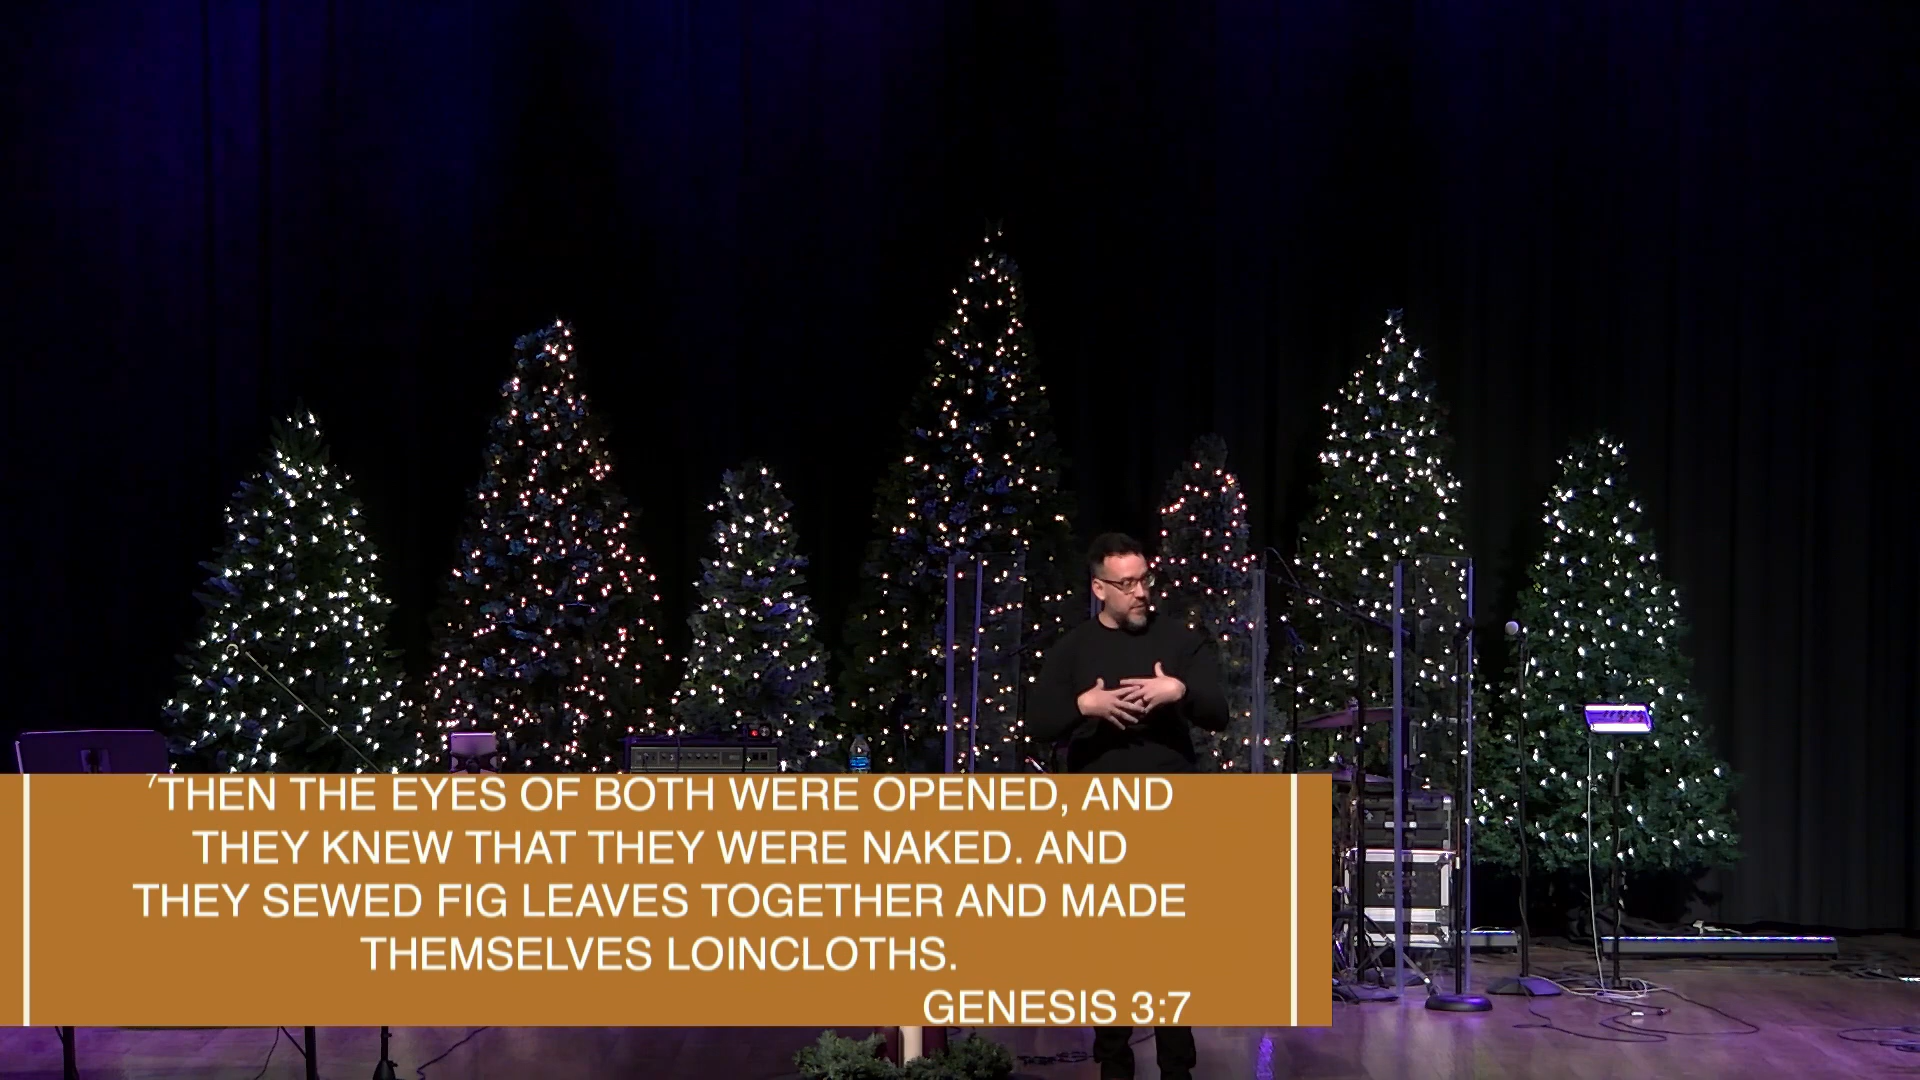 ⁷THEN THE EYES OF BOTH WERE OPENED, AND
THEY KNEW THAT THEY WERE NAKED. AND
THEY SEWED FIG LEAVES TOGETHER AND MADE
THEMSELVES LOINCLOTHS.
GENESIS 3:7